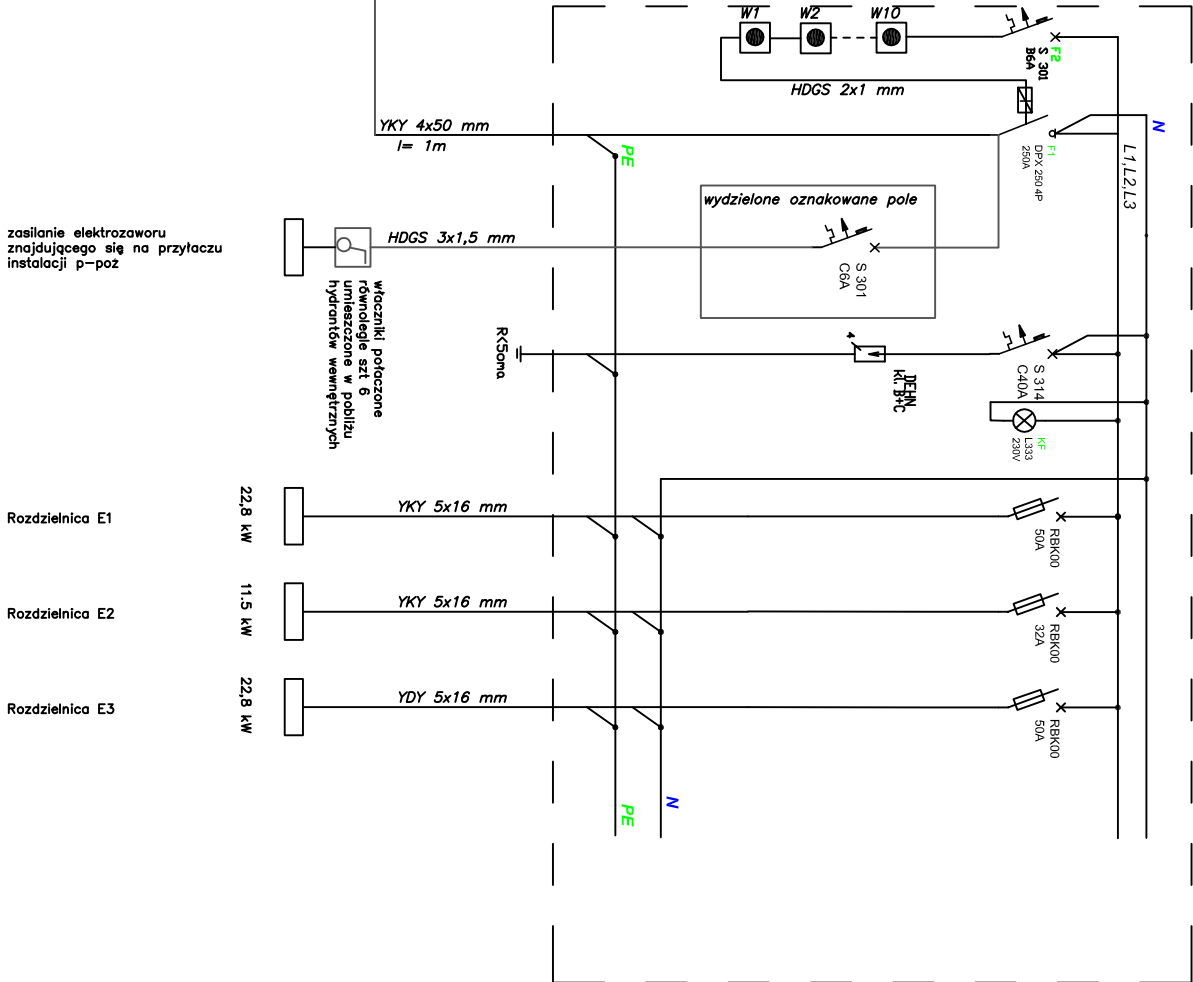 W1
W2
W10
F2
S 301
B6A
HDGS 2x1 mm
YKY 4x50 mm
l= 1m
PE
N
F1
DPX 250 4P
250A
L1,L2,L3
wydzielone oznakowane pole
zasilanie elektrozaworu
znajdującego się na przyłaczu
instalacji p-poż
HDGS 3x1,5 mm
S 301
C6A
właczniki połaczone
równolegle szt 6
umieszczone w pobliżu
hydrantów wewnętrznych
R<5oma
4
DEHN
kl. B+C
S 314
C40A
KF
L333
230V
Rozdzielnica E1
22,8 kW
YKY 5x16 mm
RBK00
50A
Rozdzielnica E2
11.5 kW
YKY 5x16 mm
RBK00
32A
Rozdzielnica E3
22,8 kW
YDY 5x16 mm
RBK00
50A
PE
N